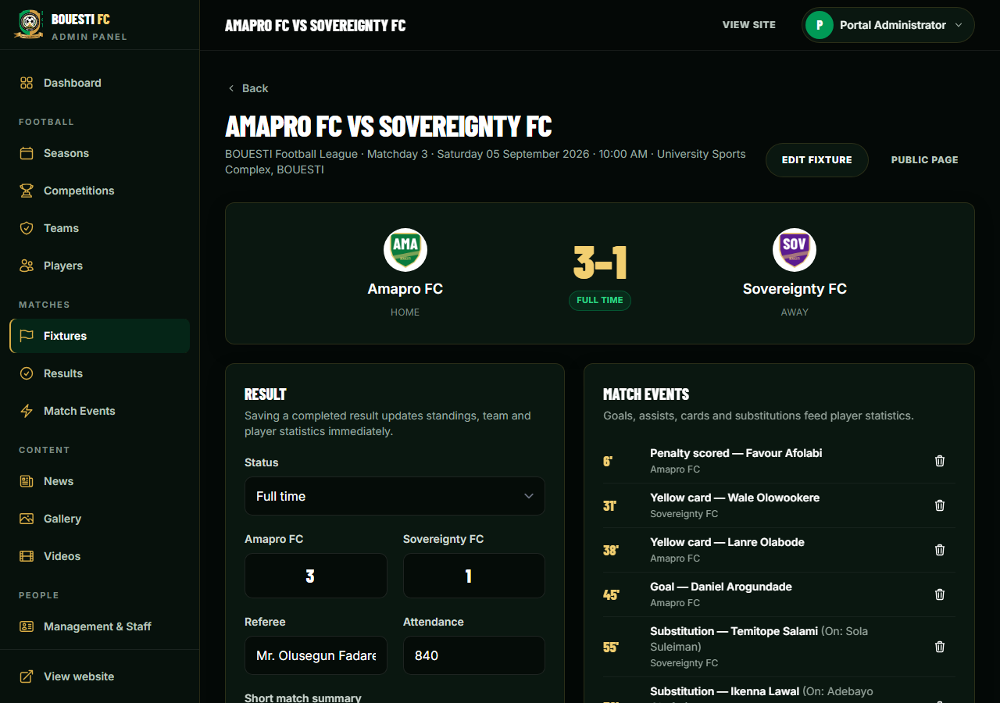 BOUESTI FC
ADMIN PANEL
Dashboard
FOOTBALL
Seasons
Competitions
Teams
Players
MATCHES
Fixtures
Results
Match Events
CONTENT
News
Gallery
Videos
PEOPLE
Management & Staff
View website
AMAPRO FC VS SOVEREIGNTY FC
VIEW SITE
P
Portal Administrator
Back
AMAPRO FC VS SOVEREIGNTY FC
BOUESTI Football League · Matchday 3 · Saturday 05 September 2026 · 10:00 AM · University Sports
Complex, BOUESTI
EDIT FIXTURE
PUBLIC PAGE
AMA
Amapro FC
HOME
3–1
FULL TIME
SOV
Sovereignty FC
AWAY
RESULT
Saving a completed result updates standings, team and
player statistics immediately.
Status
Full time
Amapro FC
Sovereignty FC
3
1
Referee
Attendance
Mr. Olusegun Fadare
840
Short match summary
MATCH EVENTS
Goals, assists, cards and substitutions feed player statistics.
6'
Penalty scored — Favour Afolabi
Amapro FC
31'
Yellow card — Wale Olowookere
Sovereignty FC
38'
Yellow card — Lanre Olabode
Amapro FC
45'
Goal — Daniel Arogundade
Amapro FC
55'
Substitution — Temitope Salami (On: Sola
Suleiman)
Sovereignty FC
Substitution — Ikenna Lawal (On: Adebayo